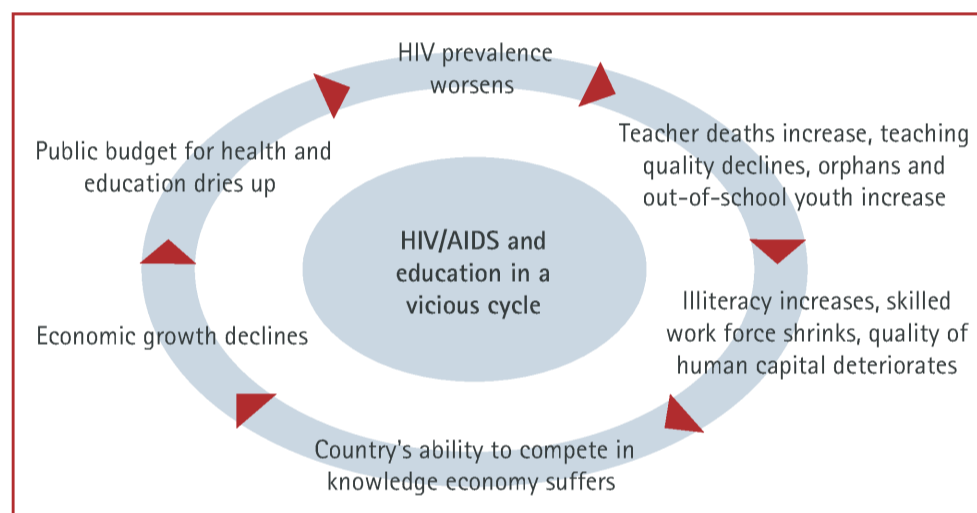 HIV prevalence
worsens
Teacher deaths increase, teaching
quality declines, orphans and
out-of-school youth increase
Illiteracy increases, skilled
work force shrinks, quality of
human capital deteriorates
Country's ability to compete in
knowledge economy suffers
Economic growth declines
Public budget for health and
education dries up
HIV/AIDS and
education in a
vicious cycle